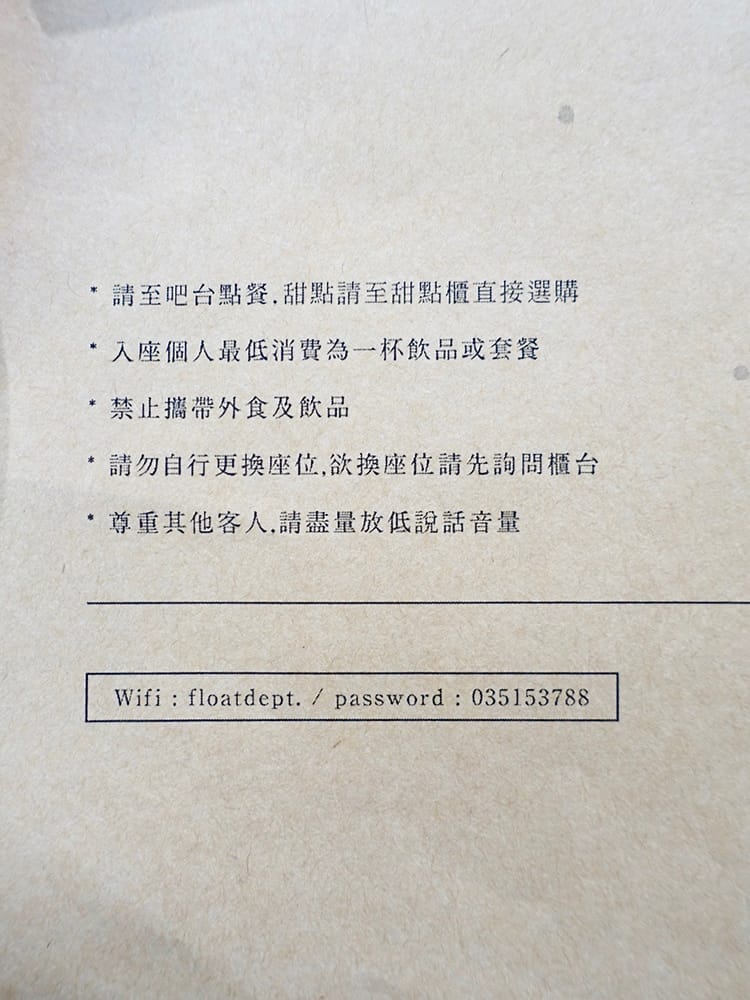 * 請至吧台點餐.甜點請至甜點櫃直接選購
* 入座個人最低消費為一杯飲品或套餐
* 禁止攜帶外食及飲品
* 請勿自行更換座位,欲換座位請先詢問櫃台
* 尊重其他客人,請盡量放低說話音量
Wifi : floatdept. / password : 035153788